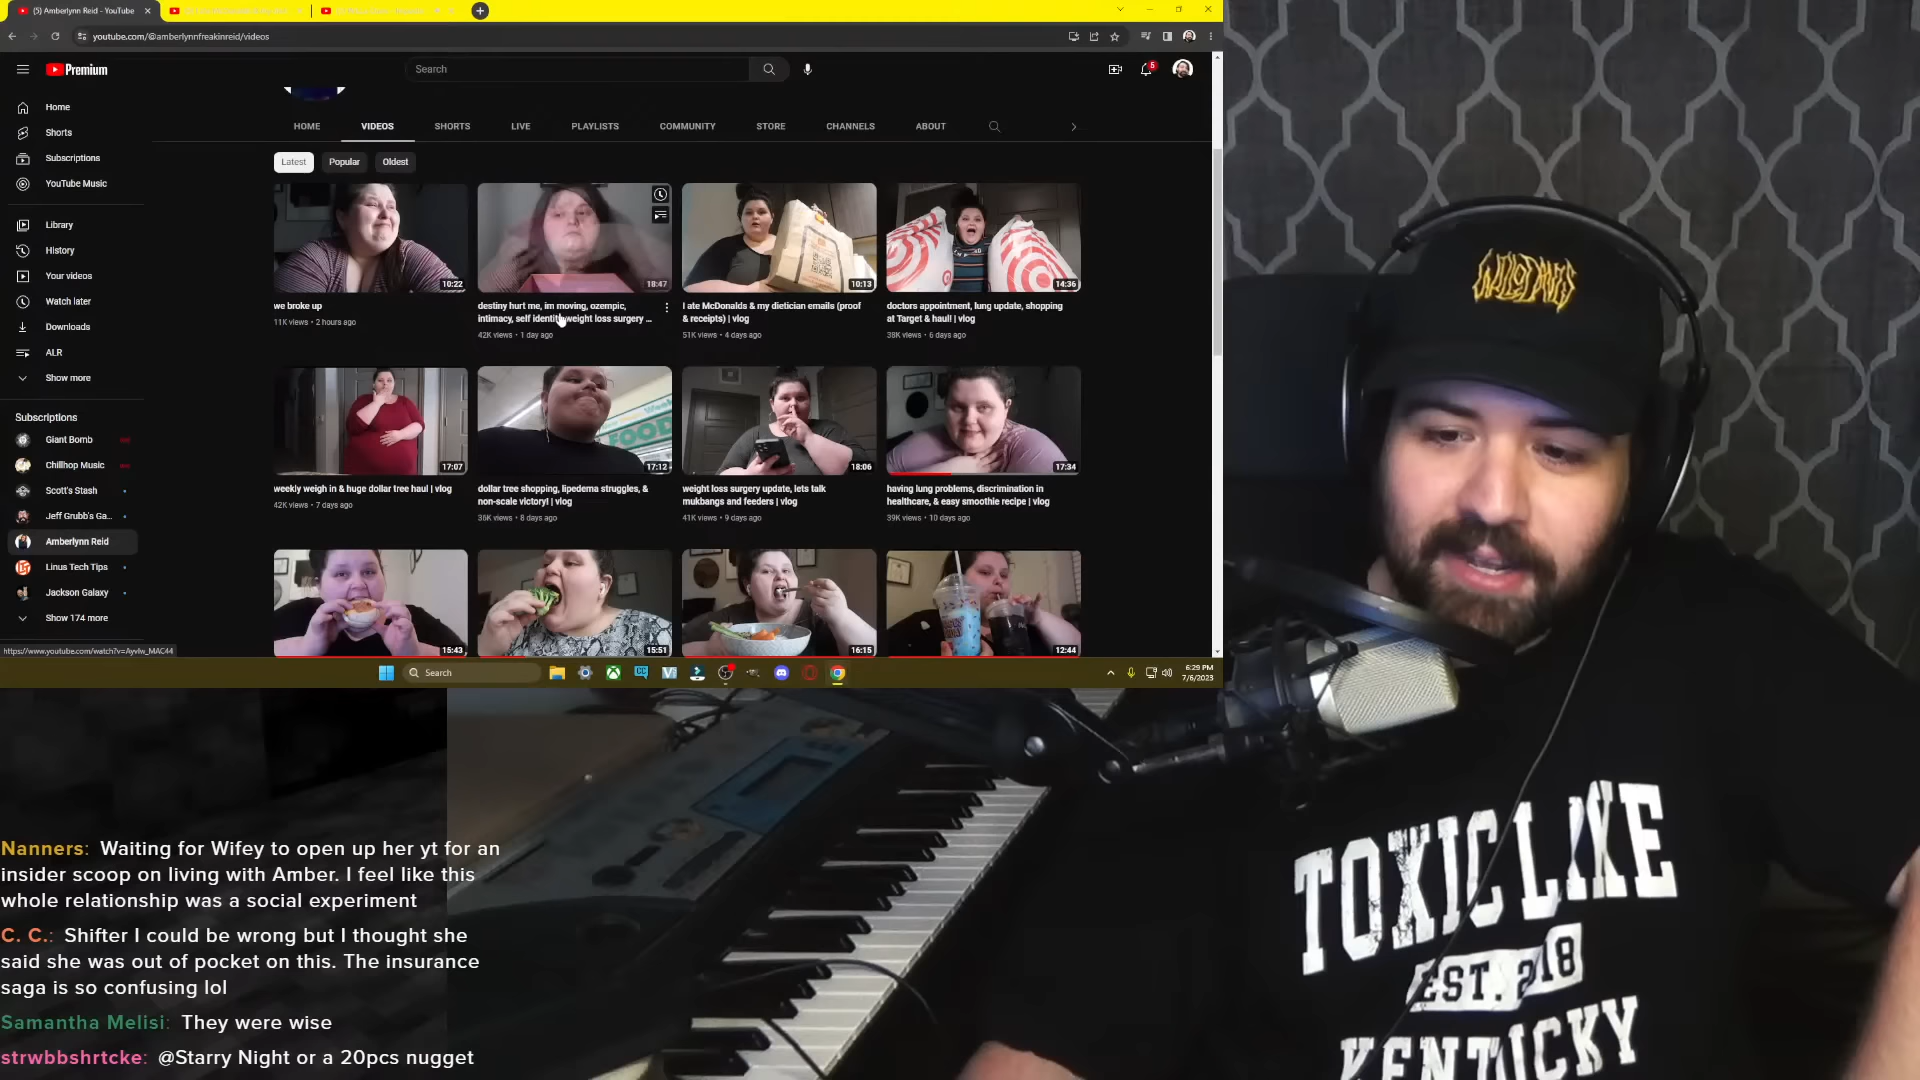 (5) Amberlynn Reid - YouTube
youtube.com/@amberlynnfreakinreid/videos
Premium
Search
5
Home
Shorts
Subscriptions
YouTube Music
Library
History
Your videos
Watch later
Downloads
ALR
Show more
Subscriptions
Giant Bomb
Chillhop Music
Scott's Stash
Jeff Grubb's Ga...
Amberlynn Reid
Linus Tech Tips
Jackson Galaxy
Show 174 more
https://www.youtube.com/watch?v=Ayvlw_MAC44
HOME VIDEOS SHORTS LIVE PLAYLISTS COMMUNITY STORE CHANNELS ABOUT
Latest Popular Oldest
10:22
we broke up
11K views • 2 hours ago
18:47
destiny hurt me, im moving, ozempic,
intimacy, self identity weight loss surgery ...
42K views • 1 day ago
10:13
I ate McDonalds & my dietician emails (proof
& receipts) | vlog
51K views • 4 days ago
14:36
doctors appointment, lung update, shopping
at Target & haul! | vlog
38K views • 6 days ago
17:07
weekly weigh in & huge dollar tree haul | vlog
42K views • 7 days ago
FOOD
17:12
dollar tree shopping, lipedema struggles, &
non-scale victory! | vlog
36K views • 8 days ago
18:06
weight loss surgery update, lets talk
mukbangs and feeders | vlog
41K views • 9 days ago
17:34
having lung problems, discrimination in
healthcare, & easy smoothie recipe | vlog
39K views • 10 days ago
15:43
15:51
16:15
12:44
Search
6:29 PM
7/6/2023
Nanners: Waiting for Wifey to open up her yt for an
insider scoop on living with Amber. I feel like this
whole relationship was a social experiment
C. C.: Shifter I could be wrong but I thought she
said she was out of pocket on this. The insurance
saga is so confusing lol
Samantha Melisi: They were wise
strwbbshrtcke: @Starry Night or a 20pcs nugget
TOXIC LIKE
EST. 2018
KENTUCKY